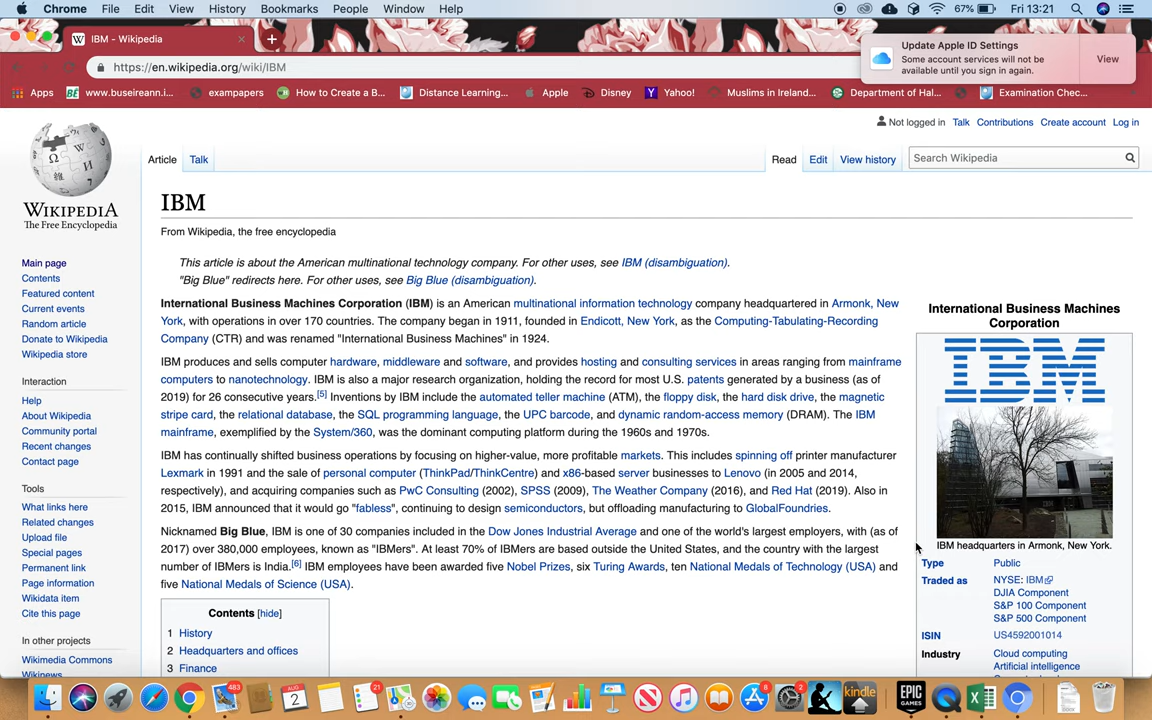 Chrome File Edit View History Bookmarks People Window Help 67% Fri 13:21
IBM - Wikipedia
Update Apple ID Settings
Some account services will not be
available until you sign in again.
View
https://en.wikipedia.org/wiki/IBM
Apps www.buseireann.i... exampapers How to Create a B... Distance Learning... Apple Disney Yahoo! Muslims in Ireland... Department of Hal... Examination Chec...
Not logged in Talk Contributions Create account Log in
Article Talk Read Edit View history Search Wikipedia
WIKIPEDIA
The Free Encyclopedia
Main page
Contents
Featured content
Current events
Random article
Donate to Wikipedia
Wikipedia store
Interaction
Help
About Wikipedia
Community portal
Recent changes
Contact page
Tools
What links here
Related changes
Upload file
Special pages
Permanent link
Page information
Wikidata item
Cite this page
In other projects
Wikimedia Commons
Wikinews
IBM
From Wikipedia, the free encyclopedia
This article is about the American multinational technology company. For other uses, see IBM (disambiguation).
"Big Blue" redirects here. For other uses, see Big Blue (disambiguation).
International Business Machines Corporation (IBM) is an American multinational information technology company headquartered in Armonk, New
York, with operations in over 170 countries. The company began in 1911, founded in Endicott, New York, as the Computing-Tabulating-Recording
Company (CTR) and was renamed "International Business Machines" in 1924.
IBM produces and sells computer hardware, middleware and software, and provides hosting and consulting services in areas ranging from mainframe
computers to nanotechnology. IBM is also a major research organization, holding the record for most U.S. patents generated by a business (as of
2019) for 26 consecutive years.[5] Inventions by IBM include the automated teller machine (ATM), the floppy disk, the hard disk drive, the magnetic
stripe card, the relational database, the SQL programming language, the UPC barcode, and dynamic random-access memory (DRAM). The IBM
mainframe, exemplified by the System/360, was the dominant computing platform during the 1960s and 1970s.
IBM has continually shifted business operations by focusing on higher-value, more profitable markets. This includes spinning off printer manufacturer
Lexmark in 1991 and the sale of personal computer (ThinkPad/ThinkCentre) and x86-based server businesses to Lenovo (in 2005 and 2014,
respectively), and acquiring companies such as PwC Consulting (2002), SPSS (2009), The Weather Company (2016), and Red Hat (2019). Also in
2015, IBM announced that it would go "fabless", continuing to design semiconductors, but offloading manufacturing to GlobalFoundries.
Nicknamed Big Blue, IBM is one of 30 companies included in the Dow Jones Industrial Average and one of the world's largest employers, with (as of
2017) over 380,000 employees, known as "IBMers". At least 70% of IBMers are based outside the United States, and the country with the largest
number of IBMers is India.[6] IBM employees have been awarded five Nobel Prizes, six Turing Awards, ten National Medals of Technology (USA) and
five National Medals of Science (USA).
Contents [hide]
1 History
2 Headquarters and offices
3 Finance
International Business Machines
Corporation
IBM
IBM headquarters in Armonk, New York.
Type Public
Traded as NYSE: IBM
DJIA Component
S&P 100 Component
S&P 500 Component
ISIN US4592001014
Industry Cloud computing
Artificial intelligence
483 AUG 2 21 8 2 kindle EPIC GAMES